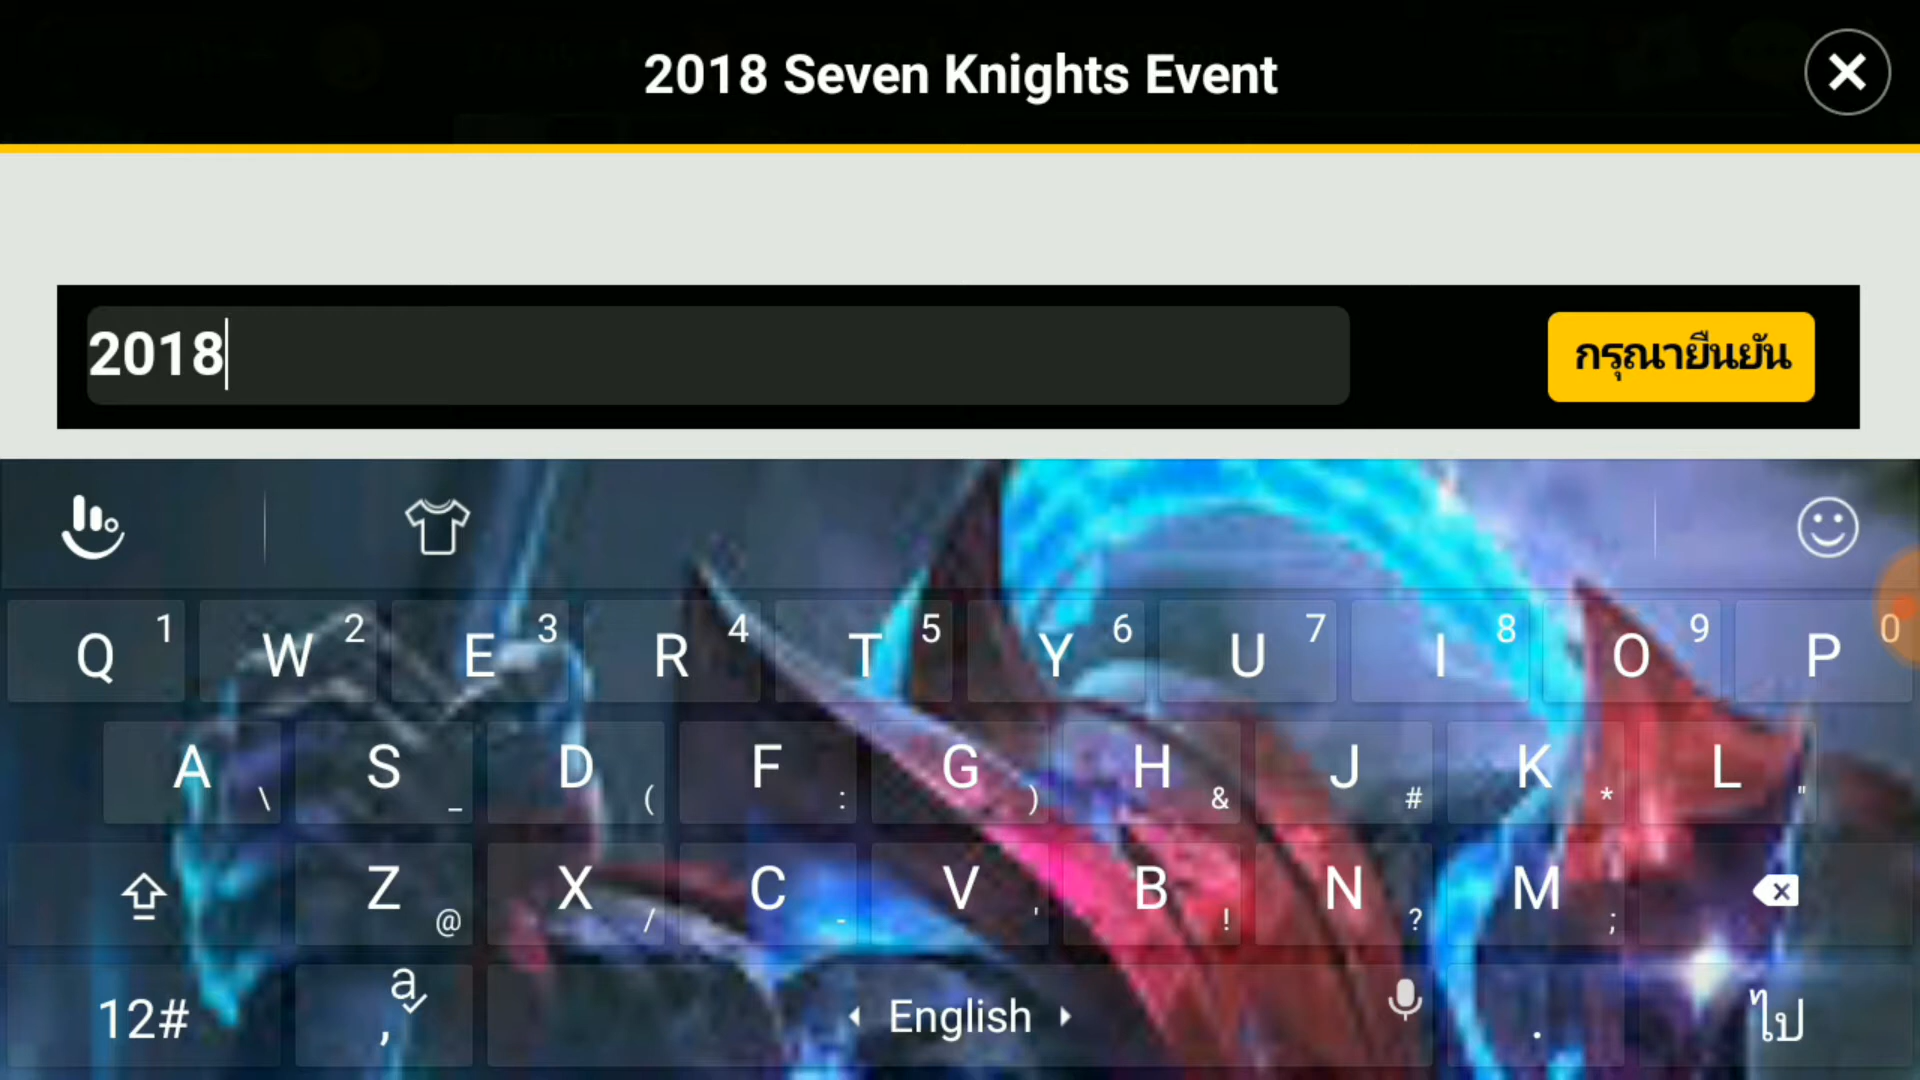 2018 Seven Knights Event
2018
กรุณายืนยัน
Q 1 W 2 E 3 R 4 T 5 Y 6 U 7 I 8 O 9 P 0
A \ S _ D ( F : G ) H & J # K * L "
Z @ X / C - V ' B ! N ? M ;
12# , a English . ไป